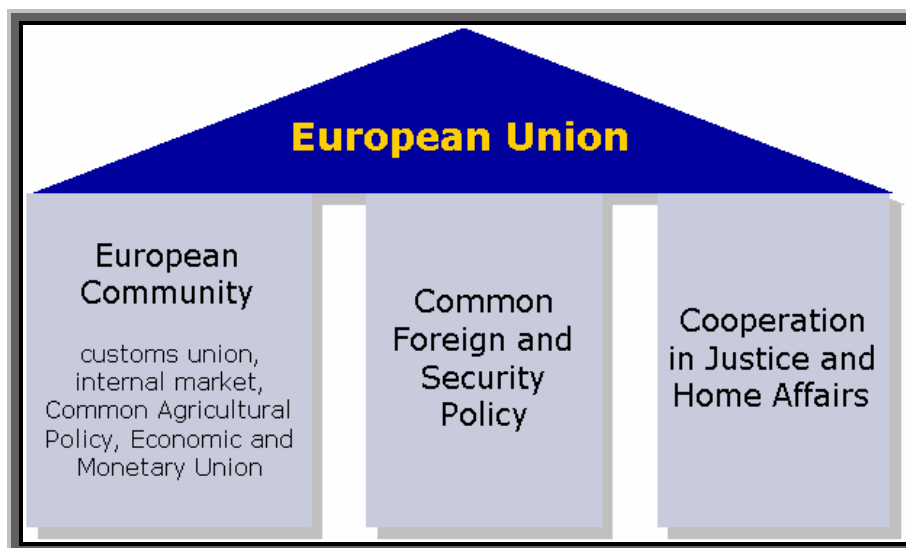 European Union
European
Community
customs union,
internal market,
Common Agricultural
Policy, Economic and
Monetary Union
Common
Foreign and
Security
Policy
Cooperation
in Justice and
Home Affairs